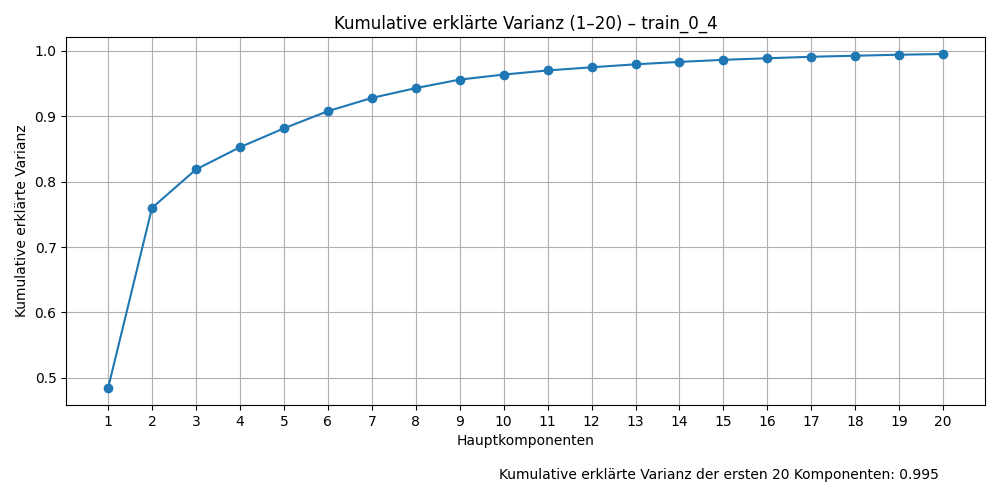 Kumulative erklärte Varianz (1–20) – train_0_4
Kumulative erklärte Varianz
1.0
0.9
0.8
0.7
0.6
0.5
1 2 3 4 5 6 7 8 9 10 11 12 13 14 15 16 17 18 19 20
Hauptkomponenten
Kumulative erklärte Varianz der ersten 20 Komponenten: 0.995